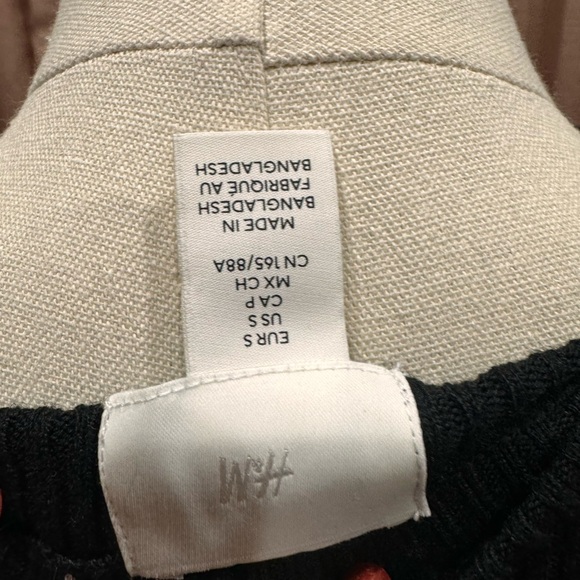 H&M
EUR S
US S
CA P
MX CH
CN 165/88A
MADE IN
BANGLADESH
FABRIQUÉ AU
BANGLADESH